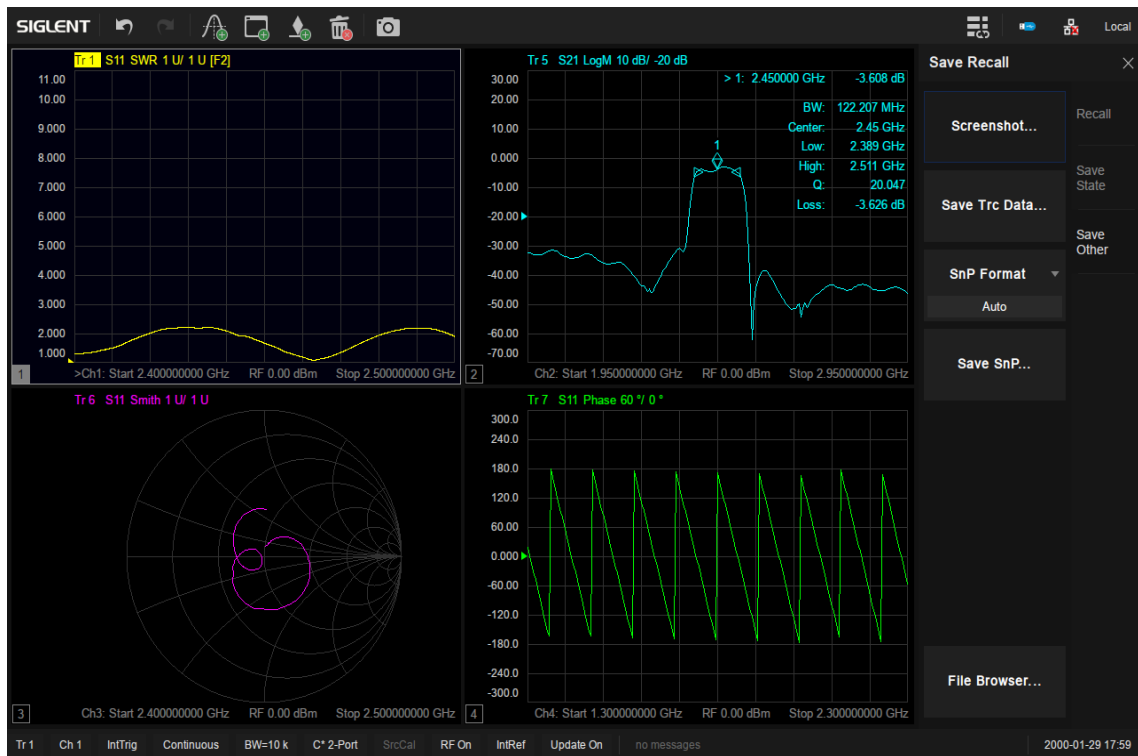 SIGLENT
Local
Tr 1 S11 SWR 1 U/ 1 U [F2]
11.00
10.00
9.000
8.000
7.000
6.000
5.000
4.000
3.000
2.000
1.000
1 >Ch1: Start 2.400000000 GHz RF 0.00 dBm Stop 2.500000000 GHz
Tr 5 S21 LogM 10 dB/ -20 dB
> 1: 2.450000 GHz -3.608 dB
BW: 122.207 MHz
Center: 2.45 GHz
Low: 2.389 GHz
High: 2.511 GHz
Q: 20.047
Loss: -3.626 dB
1
30.00
20.00
10.00
0.000
-10.00
-20.00
-30.00
-40.00
-50.00
-60.00
-70.00
2 Ch2: Start 1.950000000 GHz RF 0.00 dBm Stop 2.950000000 GHz
Tr 6 S11 Smith 1 U/ 1 U
3 Ch3: Start 2.400000000 GHz RF 0.00 dBm Stop 2.500000000 GHz
Tr 7 S11 Phase 60 °/ 0 °
300.0
240.0
180.0
120.0
60.00
0.000
-60.00
-120.0
-180.0
-240.0
-300.0
4 Ch4: Start 1.300000000 GHz RF 0.00 dBm Stop 2.300000000 GHz
Save Recall
Screenshot...
Save Trc Data...
SnP Format
Auto
Save SnP...
File Browser...
Recall
Save
State
Save
Other
Tr 1 Ch 1 IntTrig Continuous BW=10 k C* 2-Port SrcCal RF On IntRef Update On no messages 2000-01-29 17:59